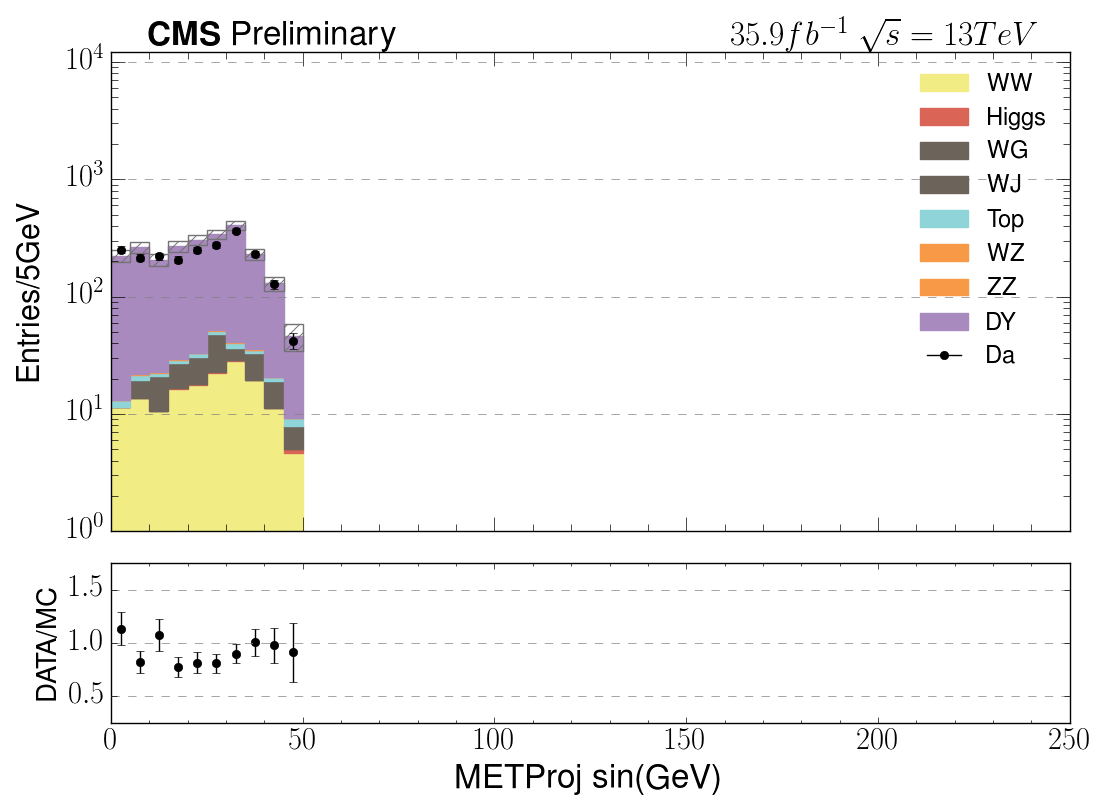 CMS Preliminary 35.9fb⁻¹ √s = 13TeV
10⁴
10³
10²
10¹
10⁰
Entries/5GeV
WW
Higgs
WG
WJ
Top
WZ
ZZ
DY
Da
1.5
1.0
0.5
DATA/MC
0 50 100 150 200 250
METProj sin(GeV)